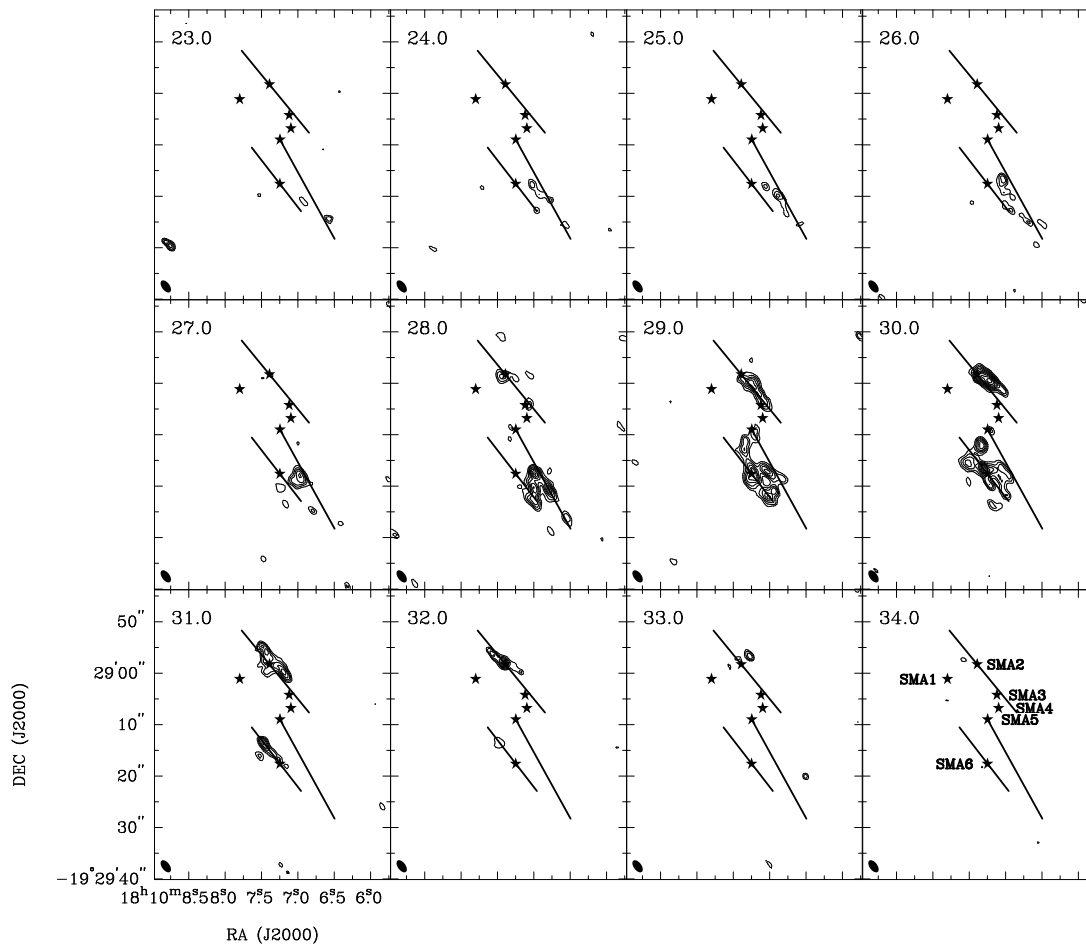 23.0 24.0 25.0 26.0
27.0 28.0 29.0 30.0
31.0 32.0 33.0 34.0
50″
29′00″
10″
20″
30″
−19°29′40″
SMA2
SMA1
SMA3
SMA4
SMA5
SMA6
DEC (J2000)
18ʰ10ᵐ8ˢ.5 8ˢ.0 7ˢ.5 7ˢ.0 6ˢ.5 6ˢ.0
RA (J2000)